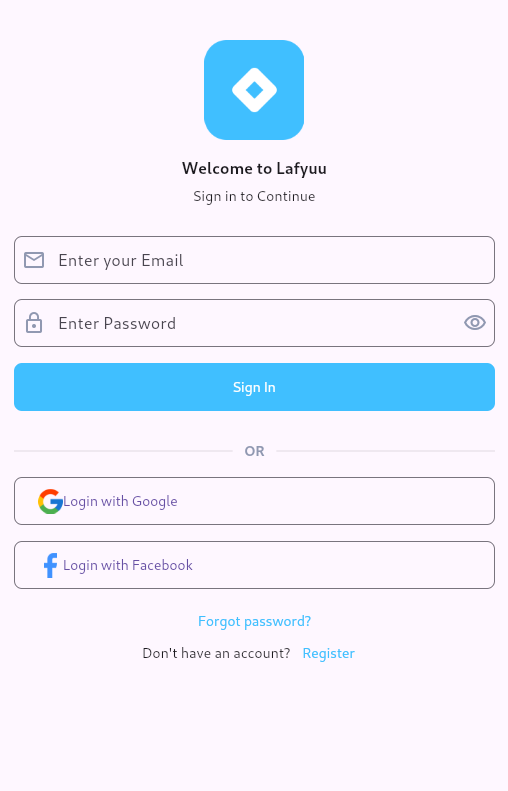 Welcome to Lafyuu
Sign in to Continue
Enter your Email
Enter Password
Sign In
OR
Login with Google
Login with Facebook
Forgot password?
Don't have an account? Register